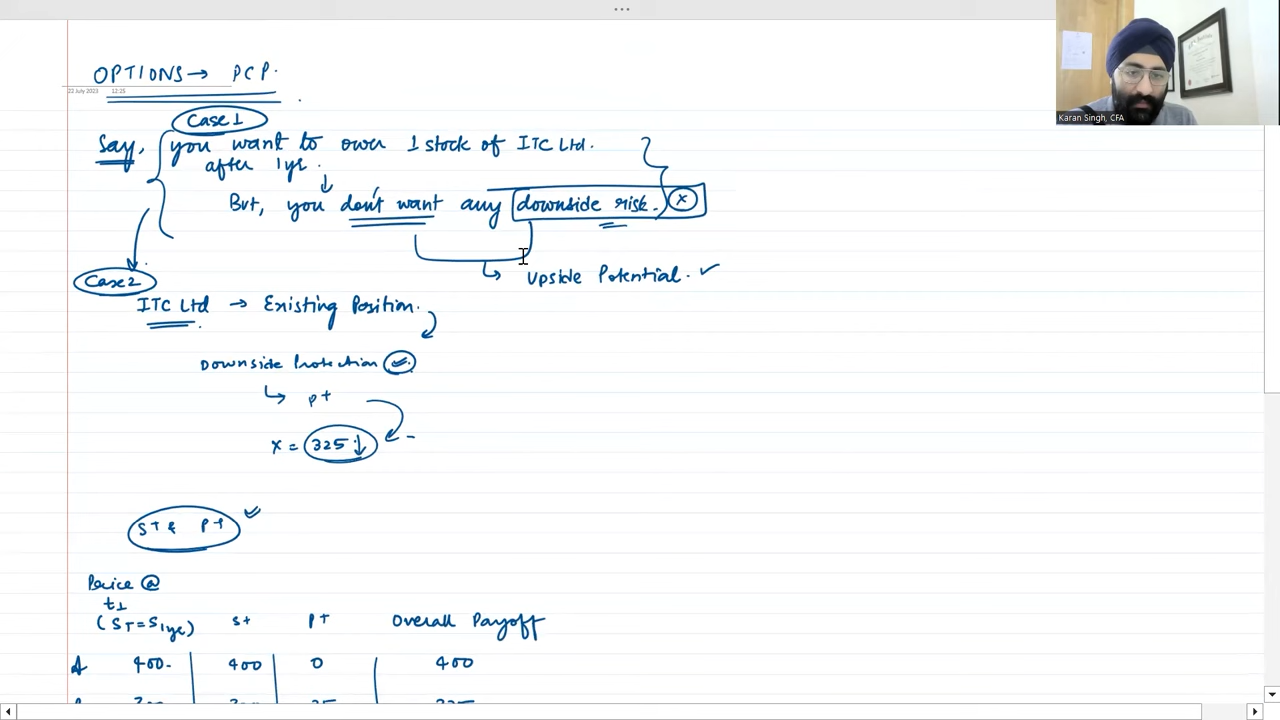 OPTIONS → PCP.
22 July 2023 12:25
Case 1
Say, you want to own 1 stock of ITC Ltd.
after 1yr.
But, you don't want any downside risk. (x)
↳ Upside Potential. ✓
Case 2
ITC Ltd → Existing Position.
Downside Protection ✓
↳ P+
X = 325 ↓
S+ & P+ ✓
Price @
t1
(ST = S1yr) S+ P+ Overall Payoff
A 400 400 0 400
Karan Singh, CFA